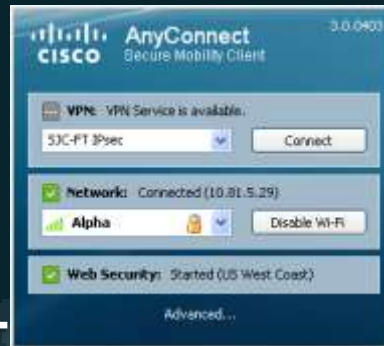 CISCO
AnyConnect
Secure Mobility Client
3.0.0403
VPN: VPN Service is available.
SJC-FT IPsec
Connect
Network: Connected (10.81.5.29)
Alpha
Disable Wi-Fi
Web Security: Started (US West Coast)
Advanced...